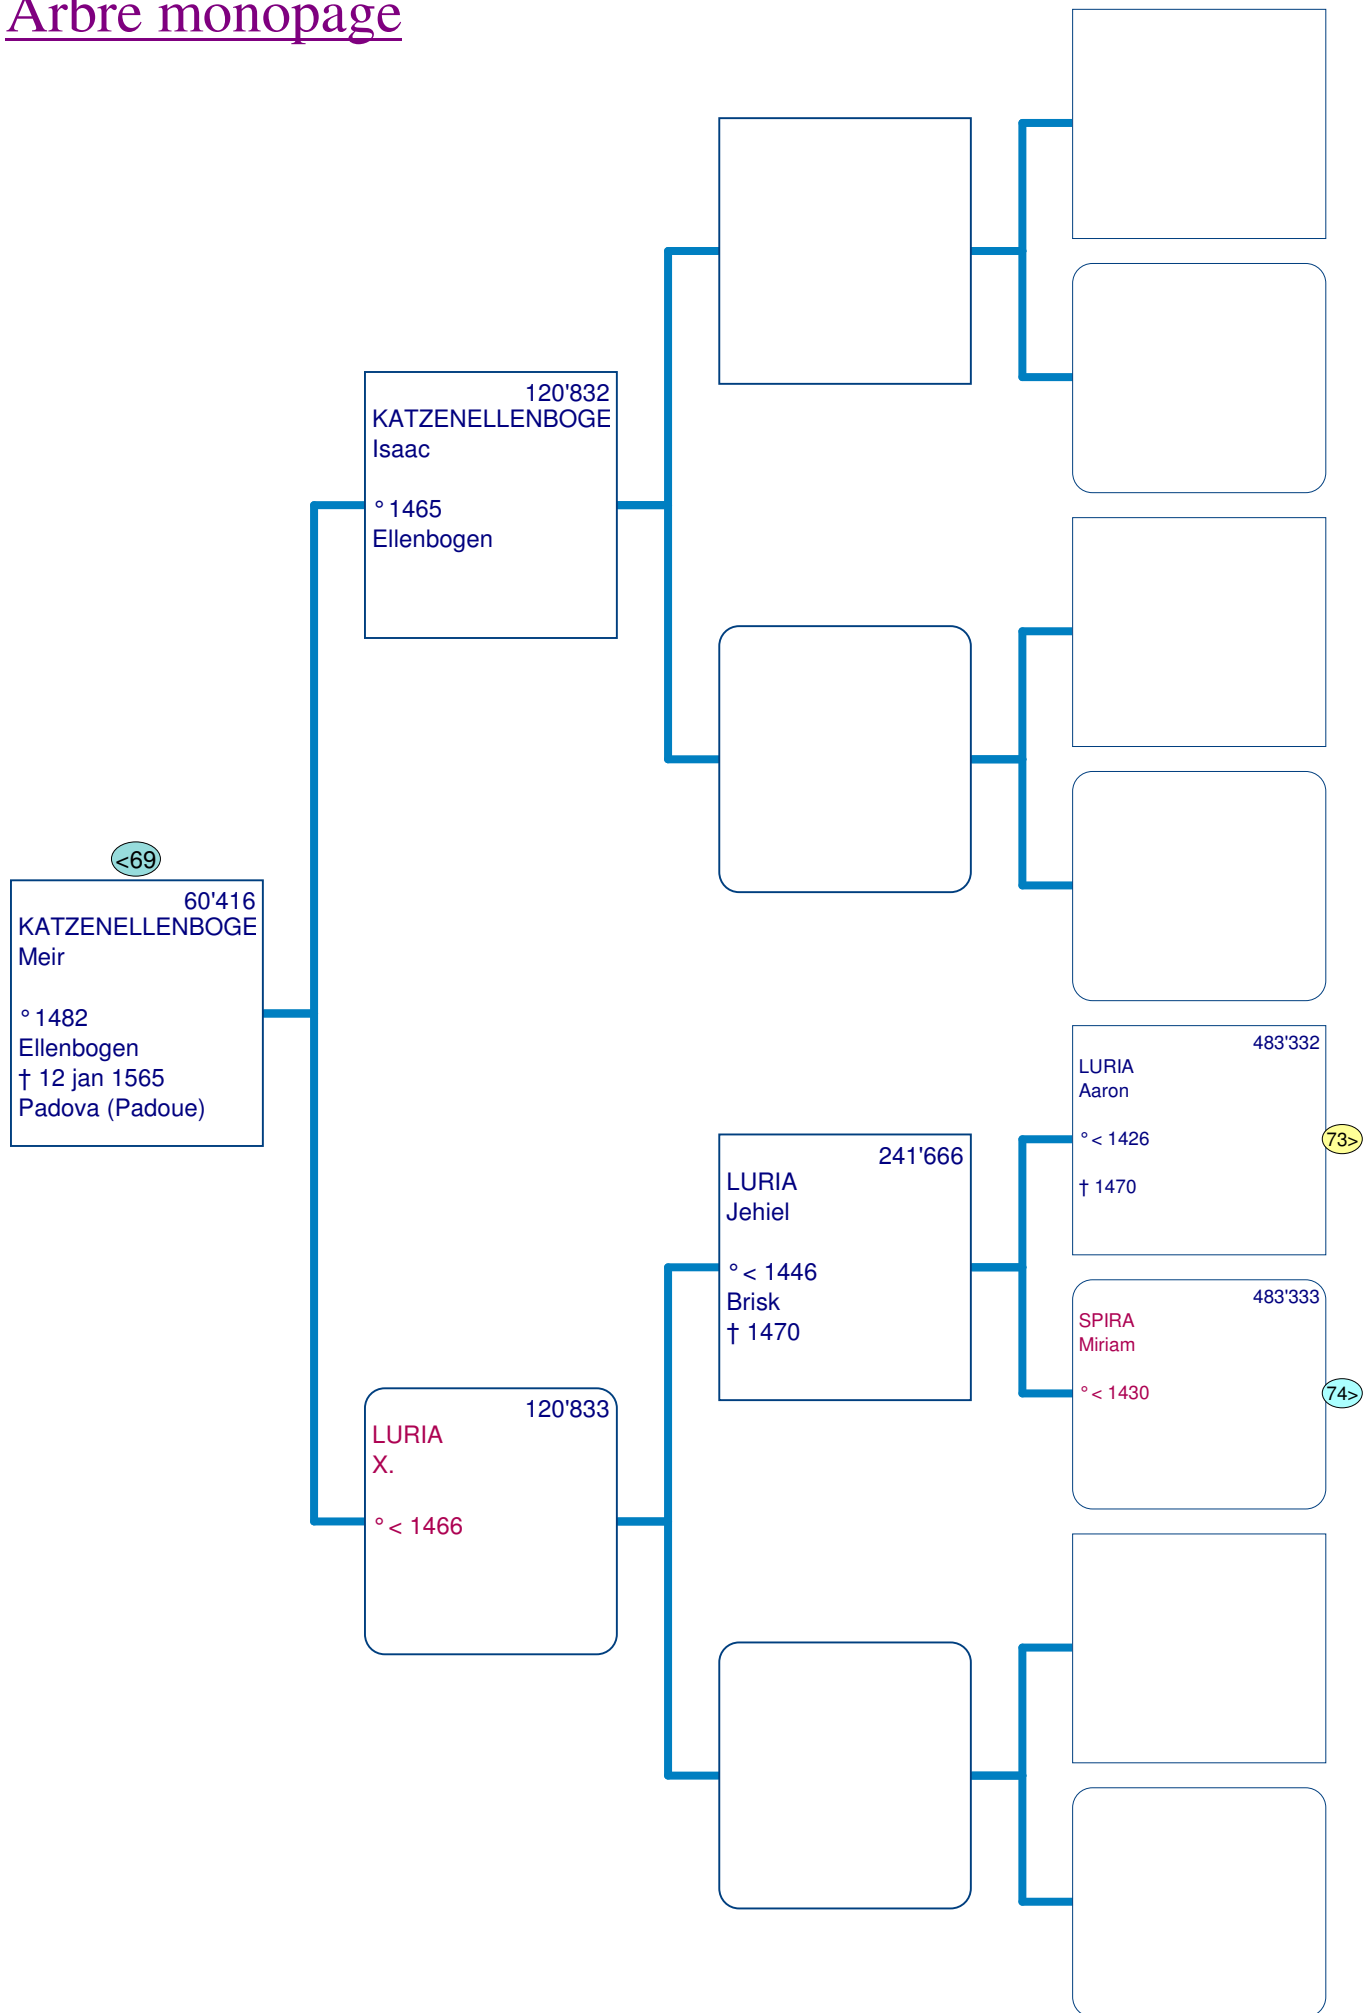 Arbre monopage
120'832
KATZENELLENBOGE
Isaac
° 1465
Ellenbogen
<69
60'416
KATZENELLENBOGE
Meir
° 1482
Ellenbogen
† 12 jan 1565
Padova (Padoue)
483'332
LURIA
Aaron
° < 1426
† 1470
73>
241'666
LURIA
Jehiel
° < 1446
Brisk
† 1470
483'333
SPIRA
Miriam
° < 1430
74>
120'833
LURIA
X.
° < 1466